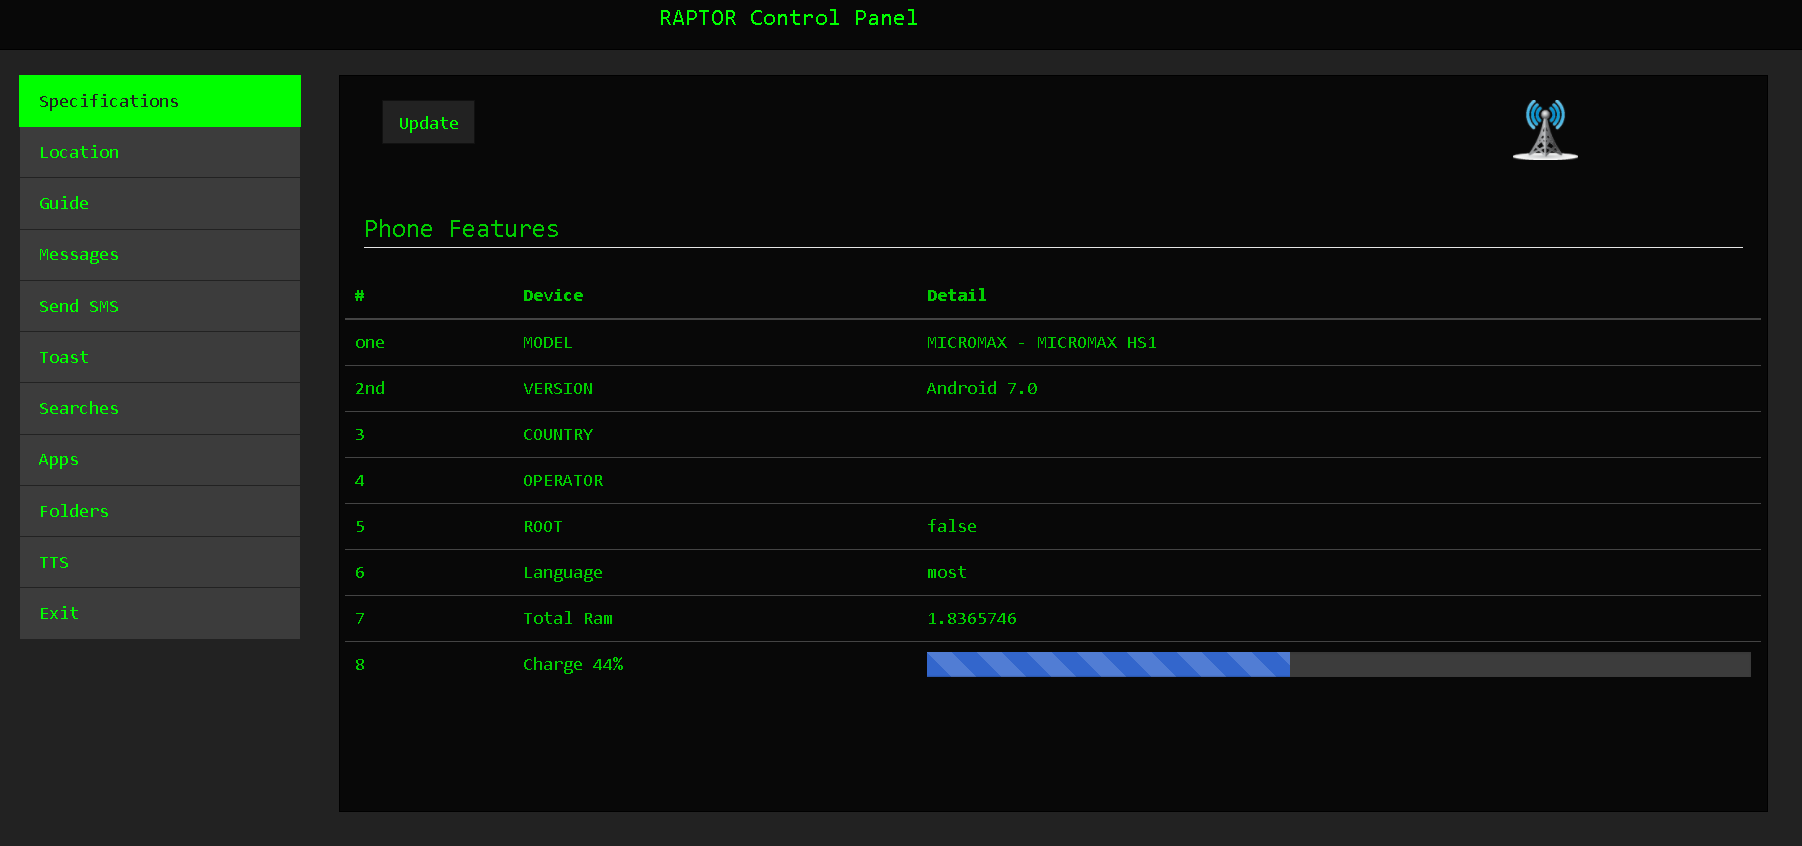 RAPTOR Control Panel
Specifications
Location
Guide
Messages
Send SMS
Toast
Searches
Apps
Folders
TTS
Exit
Update
Phone Features
# Device Detail
one MODEL MICROMAX - MICROMAX HS1
2nd VERSION Android 7.0
3 COUNTRY
4 OPERATOR
5 ROOT false
6 Language most
7 Total Ram 1.8365746
8 Charge 44%